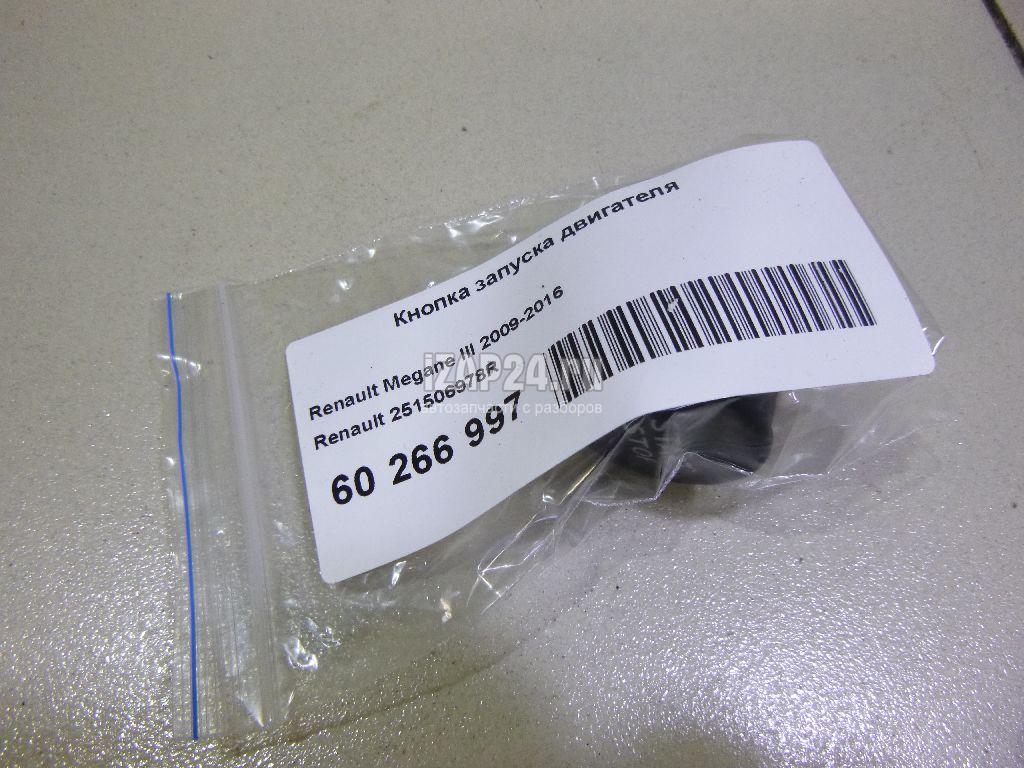 Кнопка запуска двигателя
Renault Megane III 2009-2016
Renault 251506978R
60 266 997
iZAP24.ru
автозапчасти с разборов